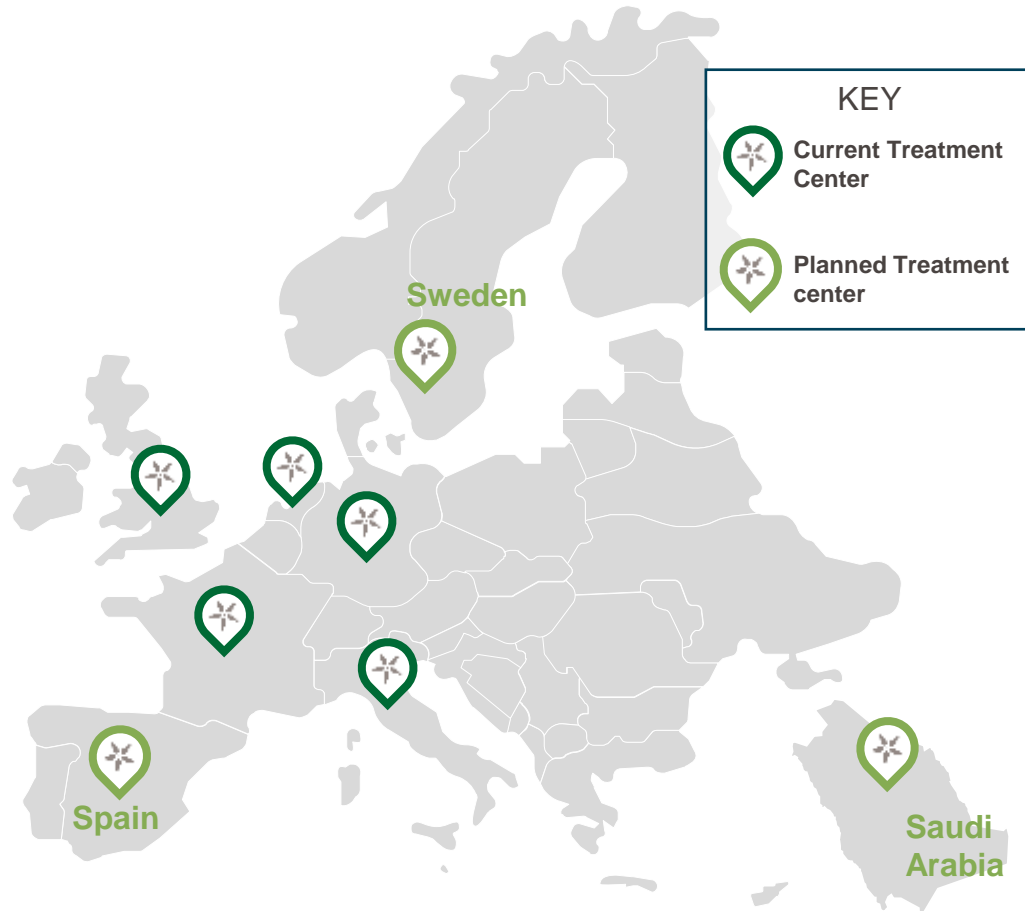 KEY
Current Treatment
Center
Planned Treatment
center
Sweden
Spain
Saudi
Arabia